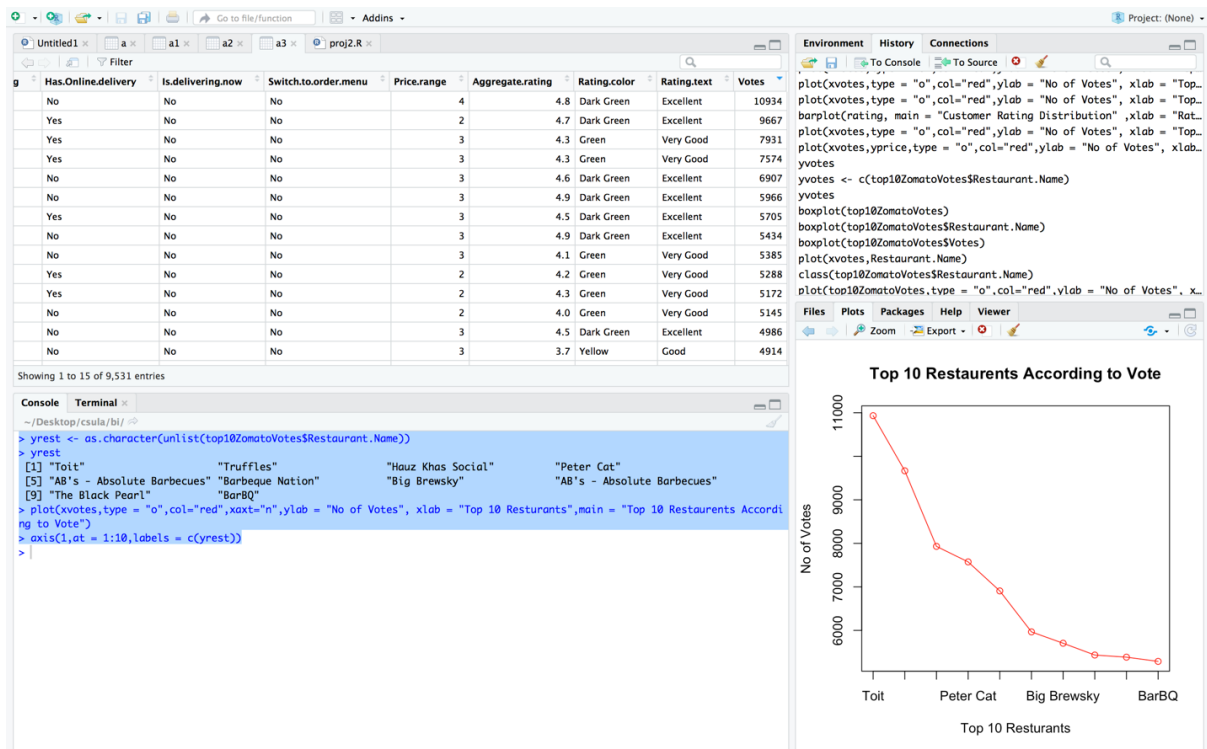 Go to file/function Addins Project: (None)
Untitled1 a a1 a2 a3 proj2.R
Filter
g Has.Online.delivery Is.delivering.now Switch.to.order.menu Price.range Aggregate.rating Rating.color Rating.text Votes
No No No 4 4.8 Dark Green Excellent 10934
Yes No No 2 4.7 Dark Green Excellent 9667
Yes No No 3 4.3 Green Very Good 7931
Yes No No 3 4.3 Green Very Good 7574
No No No 3 4.6 Dark Green Excellent 6907
No No No 3 4.9 Dark Green Excellent 5966
Yes No No 3 4.5 Dark Green Excellent 5705
No No No 3 4.9 Dark Green Excellent 5434
No No No 3 4.1 Green Very Good 5385
Yes No No 2 4.2 Green Very Good 5288
Yes No No 2 4.3 Green Very Good 5172
No No No 2 4.0 Green Very Good 5145
No No No 3 4.5 Dark Green Excellent 4986
No No No 3 3.7 Yellow Good 4914
Showing 1 to 15 of 9,531 entries
Console Terminal
~/Desktop/csula/bi/
> yrest <- as.character(unlist(top10ZomatoVotes$Restaurant.Name))
> yrest
[1] "Toit" "Truffles" "Hauz Khas Social" "Peter Cat"
[5] "AB's - Absolute Barbecues" "Barbeque Nation" "Big Brewsky" "AB's - Absolute Barbecues"
[9] "The Black Pearl" "BarBQ"
> plot(xvotes,type = "o",col="red",xaxt="n",ylab = "No of Votes", xlab = "Top 10 Resturants",main = "Top 10 Restaurents Accordi
ng to Vote")
> axis(1,at = 1:10,labels = c(yrest))
>
Environment History Connections
To Console To Source
plot(xvotes,type = "o",col="red",ylab = "No of Votes", xlab = "Top…
plot(xvotes,type = "o",col="red",ylab = "No of Votes", xlab = "Top…
barplot(rating, main = "Customer Rating Distribution" ,xlab = "Rat…
plot(xvotes,type = "o",col="red",ylab = "No of Votes", xlab = "Top…
plot(xvotes,yprice,type = "o",col="red",ylab = "No of Votes", xlab…
yvotes
yvotes <- c(top10ZomatoVotes$Restaurant.Name)
yvotes
boxplot(top10ZomatoVotes)
boxplot(top10ZomatoVotes$Restaurant.Name)
boxplot(top10ZomatoVotes$Votes)
plot(xvotes,Restaurant.Name)
class(top10ZomatoVotes$Restaurant.Name)
plot(top10ZomatoVotes,type = "o",col="red",ylab = "No of Votes", x…
Files Plots Packages Help Viewer
Zoom Export
Top 10 Restaurents According to Vote
No of Votes
11000
9000
8000
7000
6000
Toit Peter Cat Big Brewsky BarBQ
Top 10 Resturants